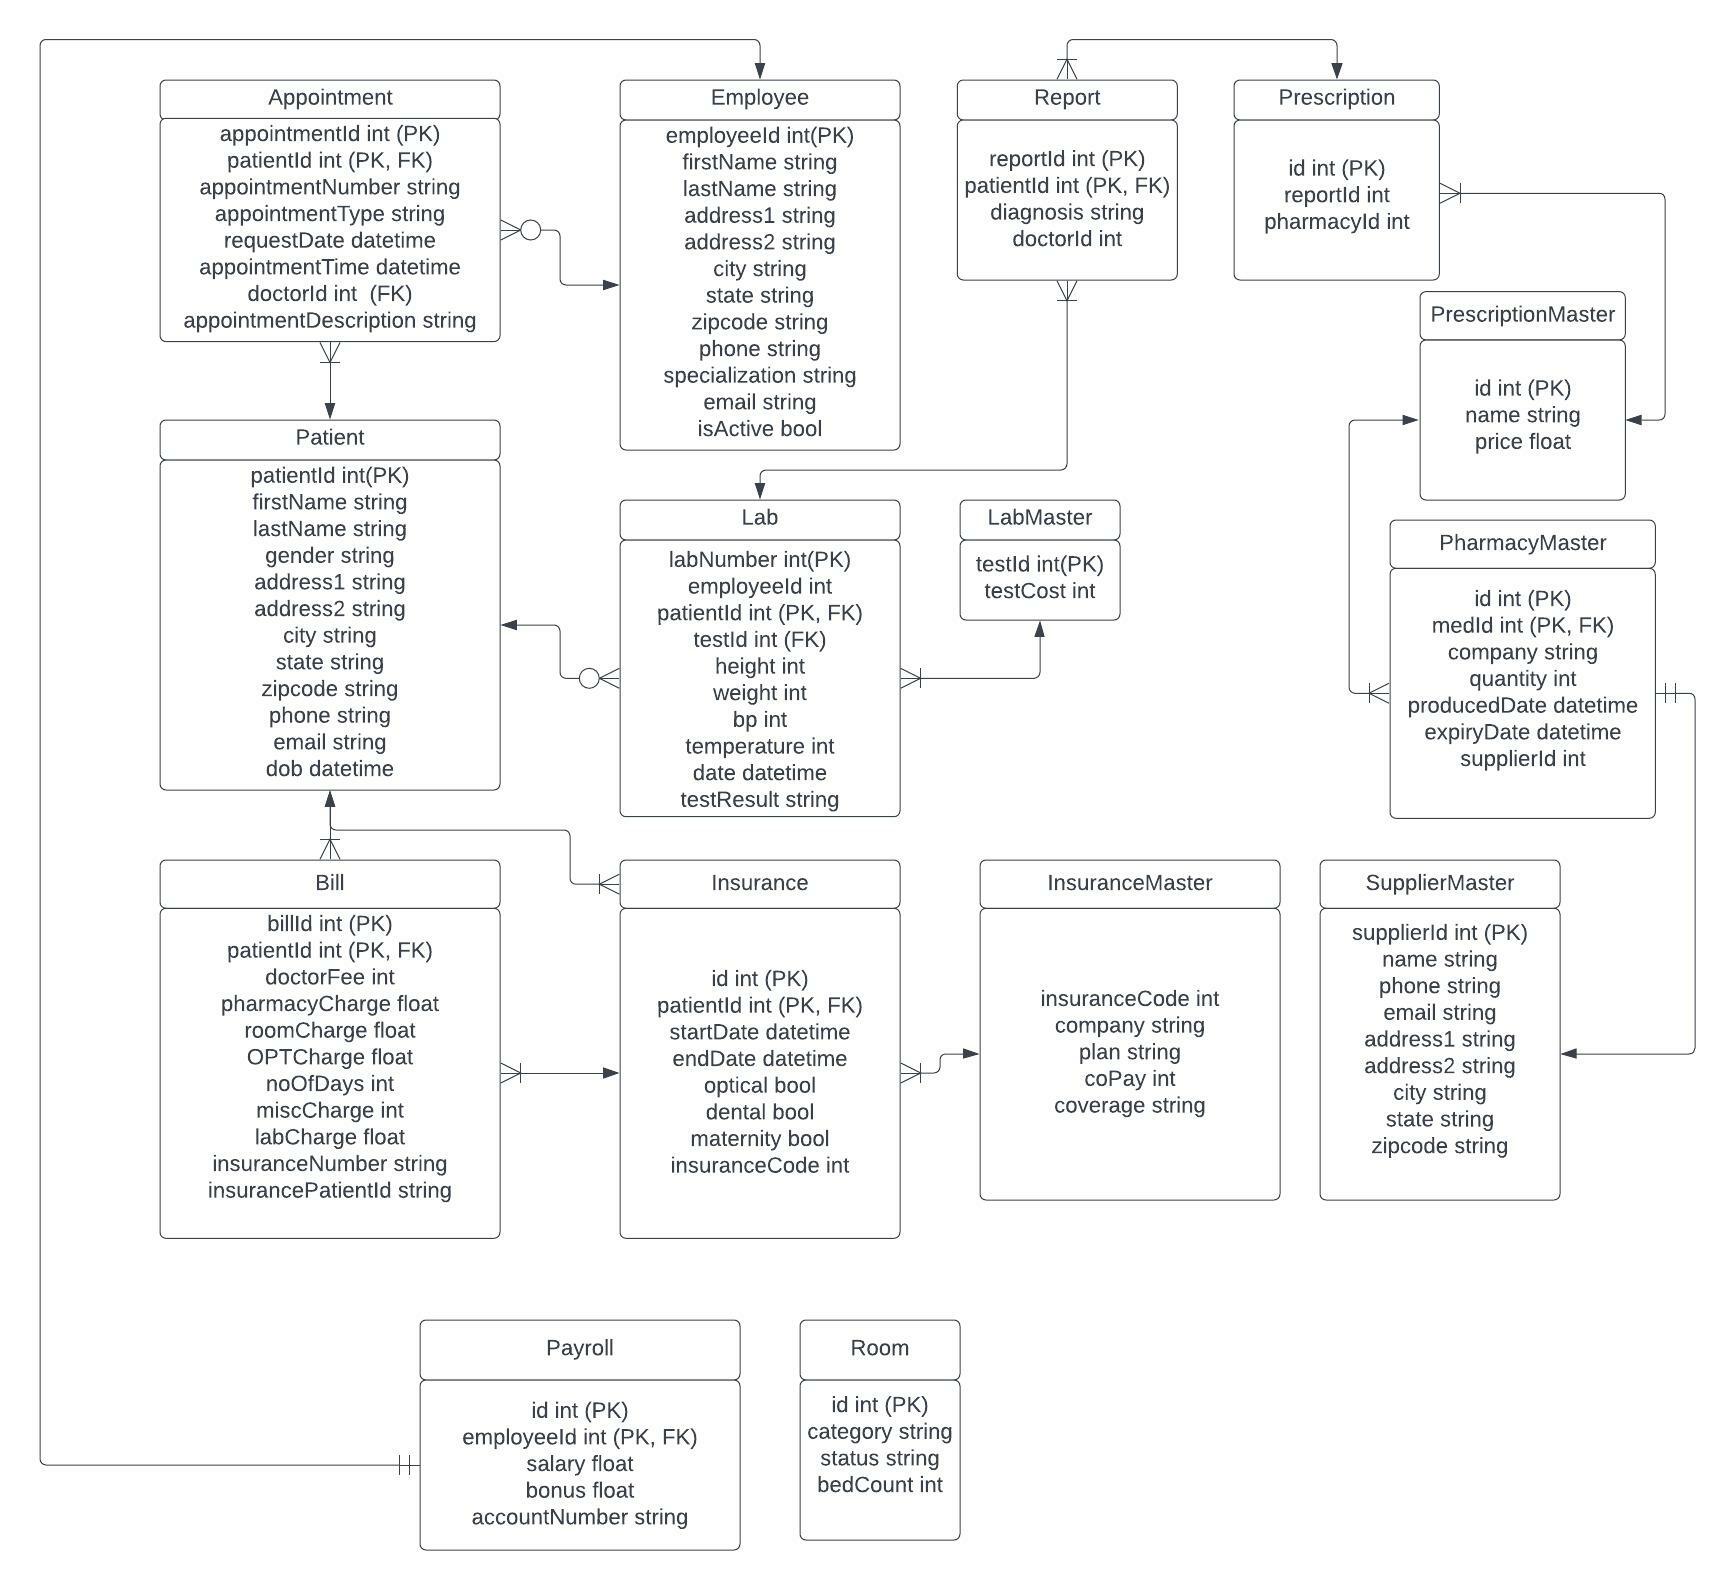 Appointment
appointmentId int (PK)
patientId int (PK, FK)
appointmentNumber string
appointmentType string
requestDate datetime
appointmentTime datetime
doctorId int  (FK)
appointmentDescription string
Employee
employeeId int(PK)
firstName string
lastName string
address1 string
address2 string
city string
state string
zipcode string
phone string
specialization string
email string
isActive bool
Report
reportId int (PK)
patientId int (PK, FK)
diagnosis string
doctorId int
Prescription
id int (PK)
reportId int
pharmacyId int
PrescriptionMaster
id int (PK)
name string
price float
Patient
patientId int(PK)
firstName string
lastName string
gender string
address1 string
address2 string
city string
state string
zipcode string
phone string
email string
dob datetime
Lab
labNumber int(PK)
employeeId int
patientId int (PK, FK)
testId int (FK)
height int
weight int
bp int
temperature int
date datetime
testResult string
LabMaster
testId int(PK)
testCost int
PharmacyMaster
id int (PK)
medId int (PK, FK)
company string
quantity int
producedDate datetime
expiryDate datetime
supplierId int
Bill
billId int (PK)
patientId int (PK, FK)
doctorFee int
pharmacyCharge float
roomCharge float
OPTCharge float
noOfDays int
miscCharge int
labCharge float
insuranceNumber string
insurancePatientId string
Insurance
id int (PK)
patientId int (PK, FK)
startDate datetime
endDate datetime
optical bool
dental bool
maternity bool
insuranceCode int
InsuranceMaster
insuranceCode int
company string
plan string
coPay int
coverage string
SupplierMaster
supplierId int (PK)
name string
phone string
email string
address1 string
address2 string
city string
state string
zipcode string
Payroll
id int (PK)
employeeId int (PK, FK)
salary float
bonus float
accountNumber string
Room
id int (PK)
category string
status string
bedCount int